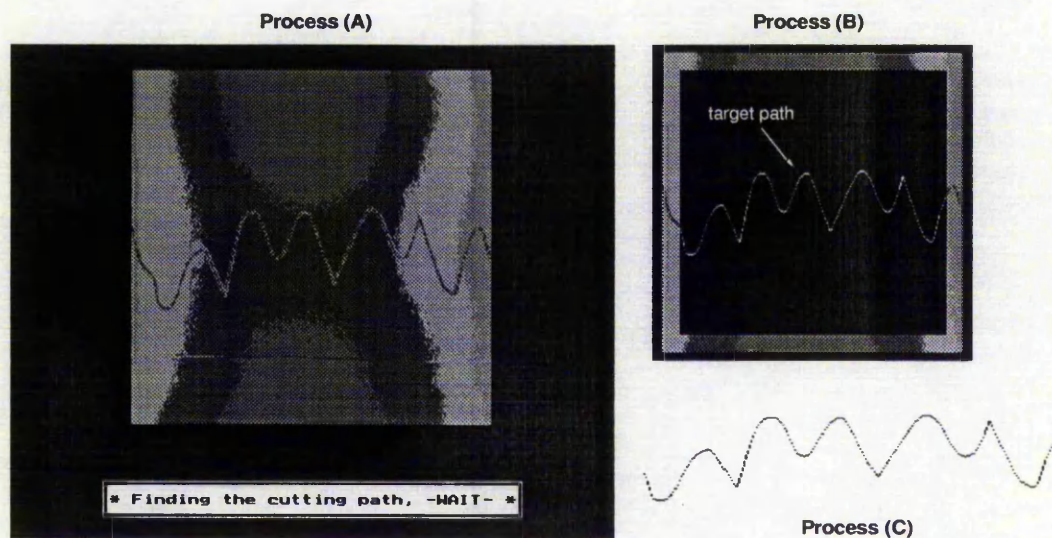 Process (A)
Process (B)
target path
* Finding the cutting path, -WAIT- *
Process (C)